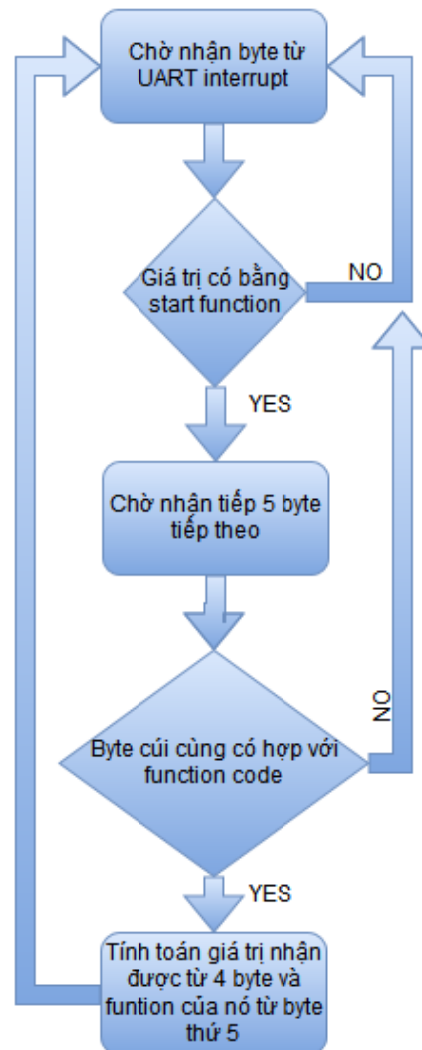 Chờ nhận byte từ
UART interrupt
Giá trị có bằng
start function
NO
YES
Chờ nhận tiếp 5 byte
tiếp theo
Byte cúi cùng có hợp với
function code
NO
YES
Tính toán giá trị nhận
được từ 4 byte và
funtion của nó từ byte
thứ 5